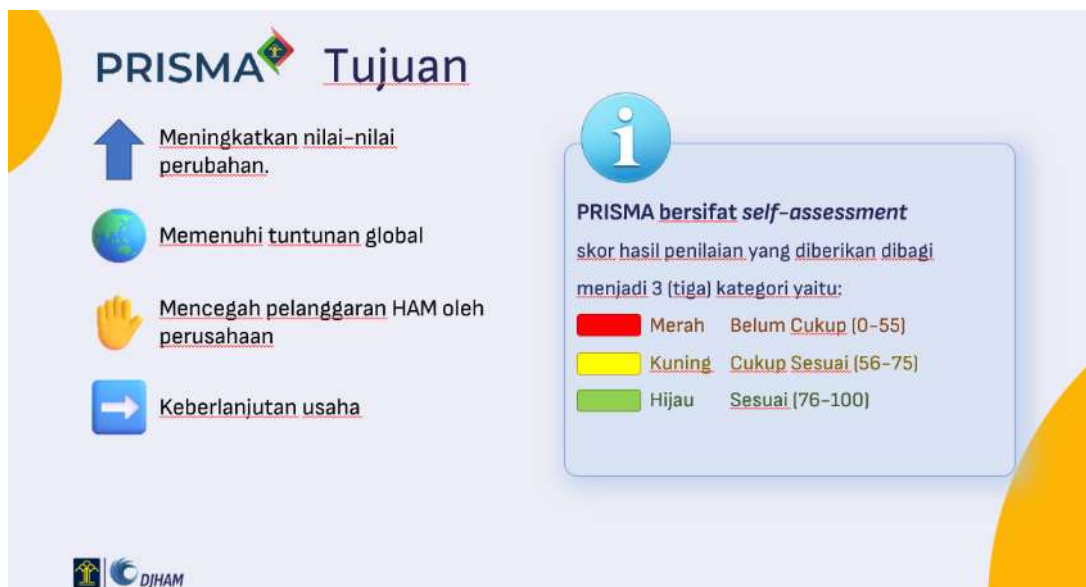 PRISMA Tujuan
Meningkatkan nilai-nilai
perubahan.
Memenuhi tuntunan global
Mencegah pelanggaran HAM oleh
perusahaan
Keberlanjutan usaha
i
PRISMA bersifat self-assessment
skor hasil penilaian yang diberikan dibagi
menjadi 3 (tiga) kategori yaitu:
Merah Belum Cukup (0-55)
Kuning Cukup Sesuai (56-75)
Hijau Sesuai (76-100)
DJHAM